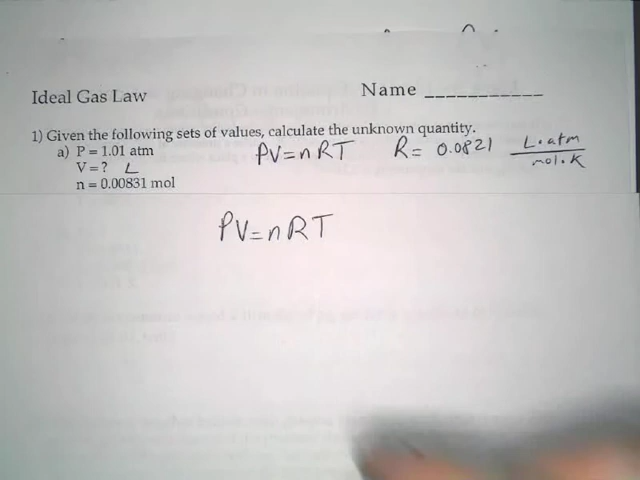 Ideal Gas Law
Name ___________
1) Given the following sets of values, calculate the unknown quantity.
a) P = 1.01 atm PV=nRT R= 0.0821 L·atm/mol·K
V = ? L
n = 0.00831 mol
PV=nRT